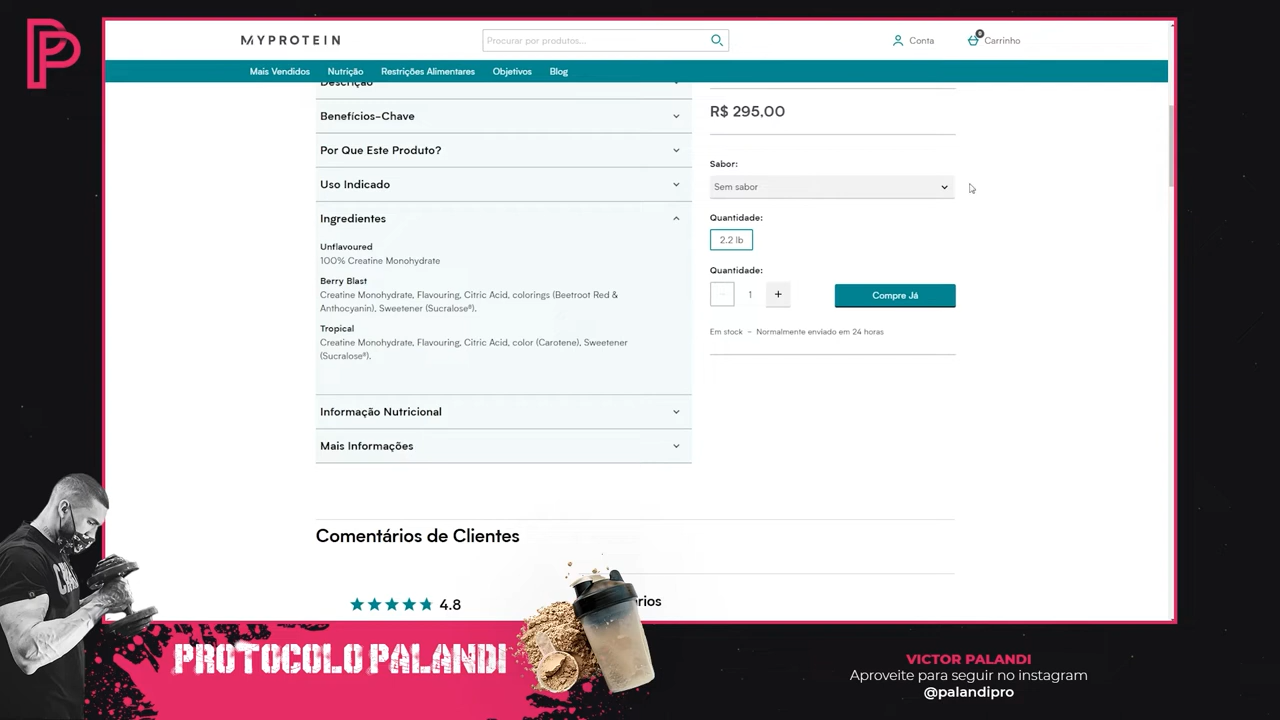 MYPROTEIN
Procurar por produtos...
Conta
0
Carrinho
Mais Vendidos
Nutrição
Restrições Alimentares
Objetivos
Blog
Descrição
Benefícios-Chave
Por Que Este Produto?
Uso Indicado
Ingredientes
Unflavoured
100% Creatine Monohydrate
Berry Blast
Creatine Monohydrate, Flavouring, Citric Acid, colorings (Beetroot Red &
Anthocyanin), Sweetener (Sucralose®).
Tropical
Creatine Monohydrate, Flavouring, Citric Acid, color (Carotene), Sweetener
(Sucralose®).
Informação Nutricional
Mais Informações
R$ 295,00
Sabor:
Sem sabor
Quantidade:
2.2 lb
Quantidade:
- 1 +
Compre Já
Em stock - Normalmente enviado em 24 horas
Comentários de Clientes
4.8
PROTOCOLO PALANDI
VICTOR PALANDI
Aproveite para seguir no instagram
@palandipro